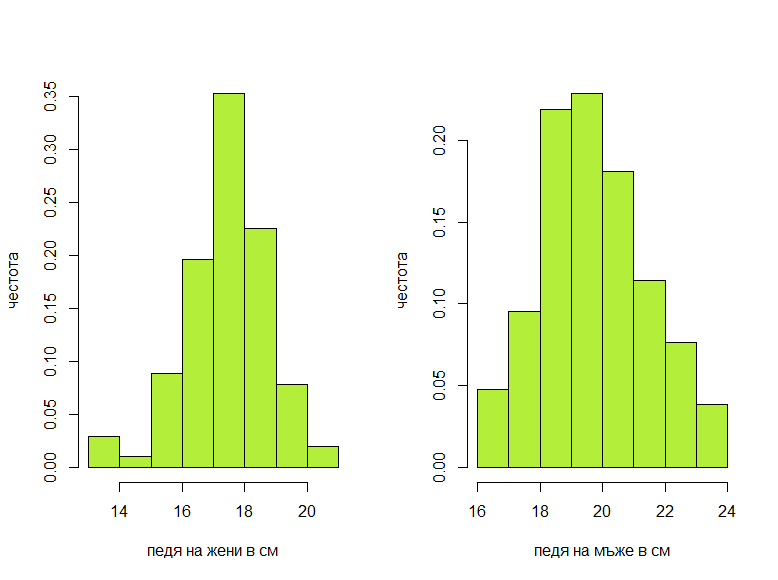 честота
0.00 0.05 0.10 0.15 0.20 0.25 0.30 0.35
14 16 18 20
педя на жени в см
честота
0.00 0.05 0.10 0.15 0.20
16 18 20 22 24
педя на мъже в см